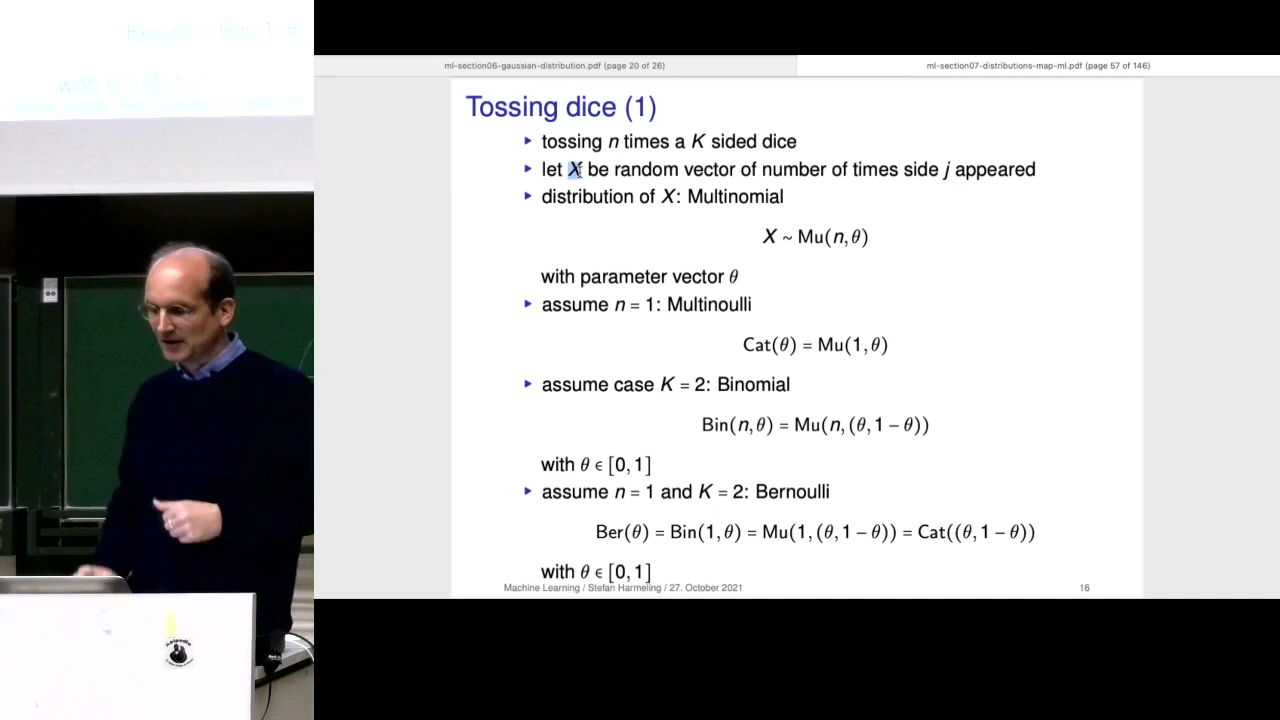 ml-section06-gaussian-distribution.pdf (page 20 of 26)
ml-section07-distributions-map-ml.pdf (page 57 of 146)
Tossing dice (1)
tossing n times a K sided dice
let X be random vector of number of times side j appeared
distribution of X: Multinomial
X ~ Mu(n, θ)
with parameter vector θ
assume n = 1: Multinoulli
Cat(θ) = Mu(1, θ)
assume case K = 2: Binomial
Bin(n, θ) = Mu(n, (θ, 1 − θ))
with θ ∈ [0, 1]
assume n = 1 and K = 2: Bernoulli
Ber(θ) = Bin(1, θ) = Mu(1, (θ, 1 − θ)) = Cat((θ, 1 − θ))
with θ ∈ [0, 1]
Machine Learning / Stefan Harmeling / 27. October 2021
16